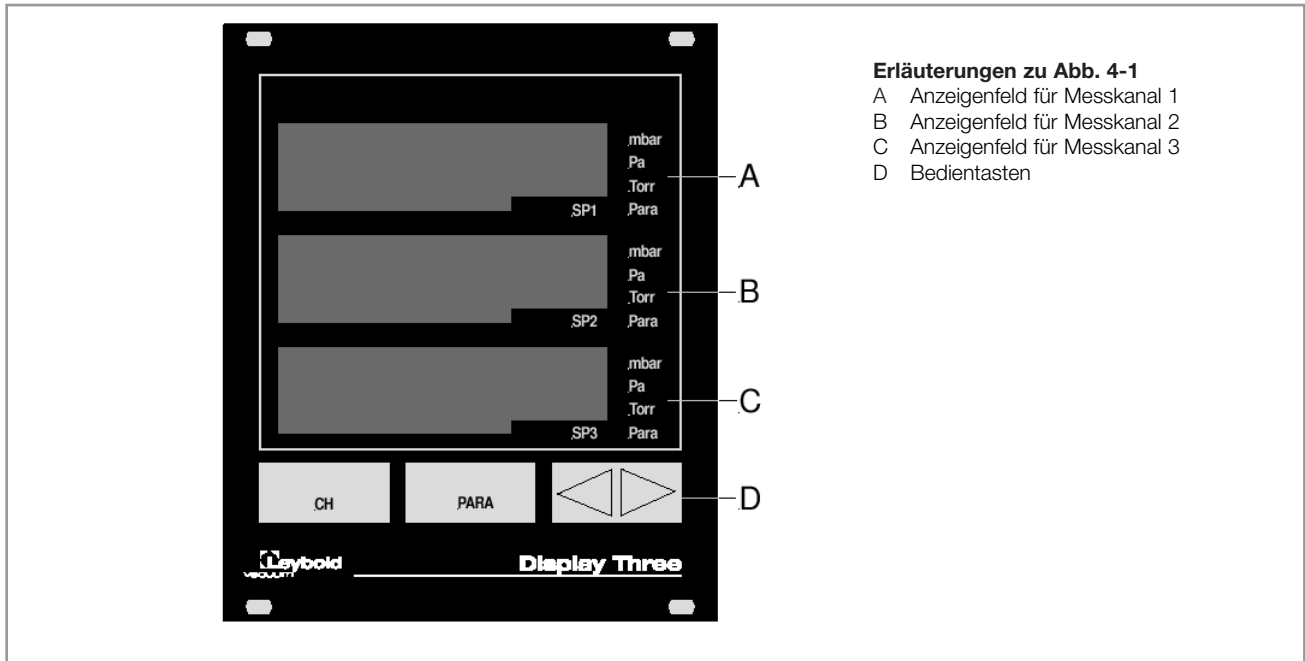 Erläuterungen zu Abb. 4-1
A Anzeigenfeld für Messkanal 1
B Anzeigenfeld für Messkanal 2
C Anzeigenfeld für Messkanal 3
D Bedientasten
mbar
Pa
Torr
SP1 Para
A
mbar
Pa
Torr
SP2 Para
B
mbar
Pa
Torr
SP3 Para
C
CH PARA
D
Leybold
vacuum
Display Three